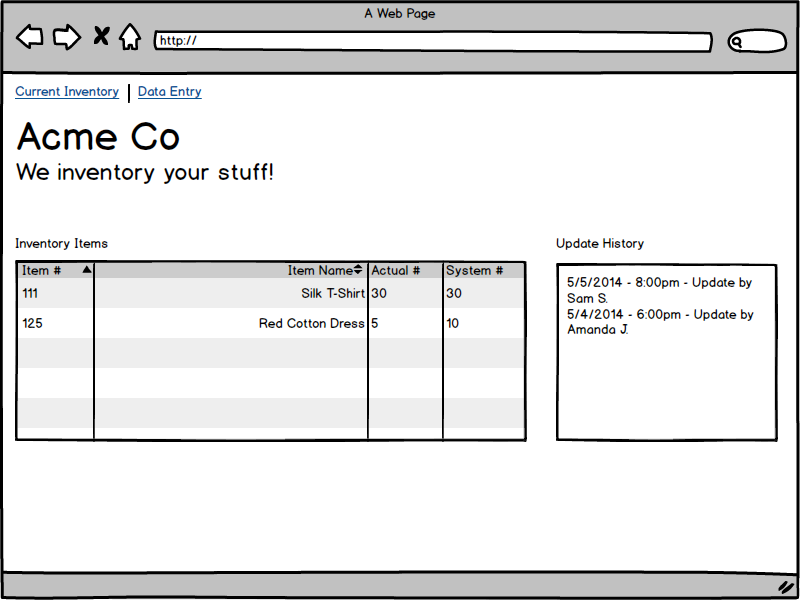 A Web Page
http://
Current Inventory | Data Entry
Acme Co
We inventory your stuff!
Inventory Items
Item # Item Name Actual # System #
111 Silk T-Shirt 30 30
125 Red Cotton Dress 5 10
Update History
5/5/2014 - 8:00pm - Update by
Sam S.
5/4/2014 - 6:00pm - Update by
Amanda J.